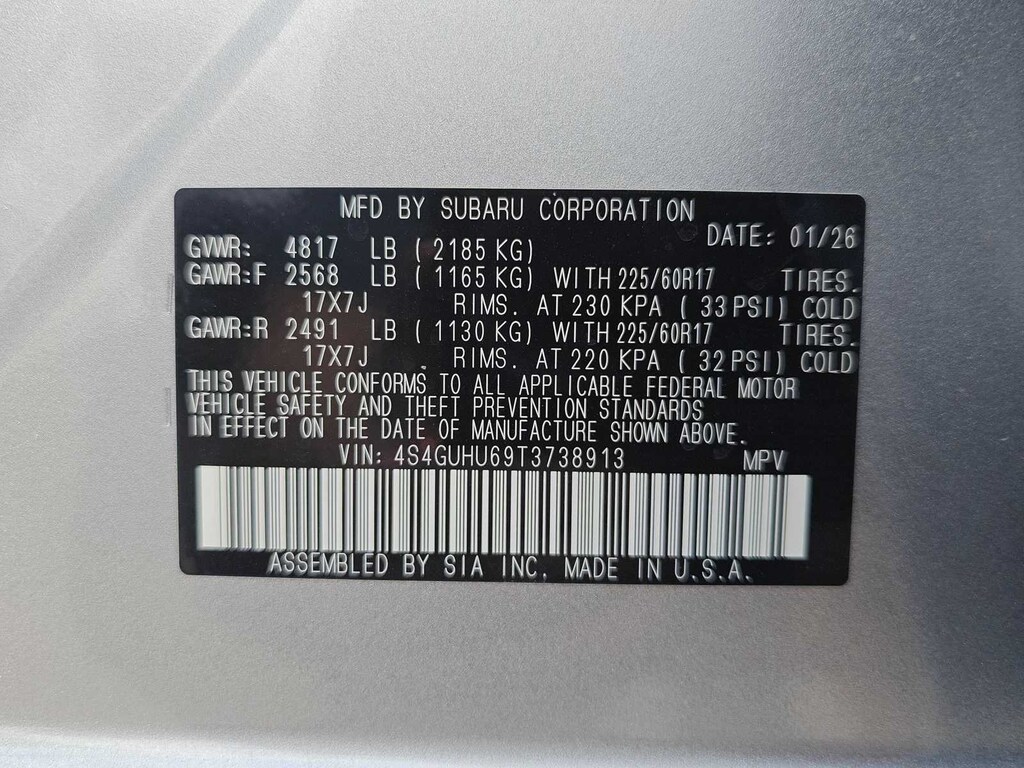 MFD BY SUBARU CORPORATION
DATE: 01/26
GVWR: 4817 LB ( 2185 KG)
GAWR:F 2568 LB ( 1165 KG) WITH 225/60R17 TIRES.
17X7J RIMS. AT 230 KPA ( 33 PSI) COLD
GAWR:R 2491 LB ( 1130 KG) WITH 225/60R17 TIRES.
17X7J RIMS. AT 220 KPA ( 32 PSI) COLD
THIS VEHICLE CONFORMS TO ALL APPLICABLE FEDERAL MOTOR
VEHICLE SAFETY AND THEFT PREVENTION STANDARDS
IN EFFECT ON THE DATE OF MANUFACTURE SHOWN ABOVE.
VIN: 4S4GUHU69T3738913 MPV
ASSEMBLED BY SIA INC. MADE IN U.S.A.